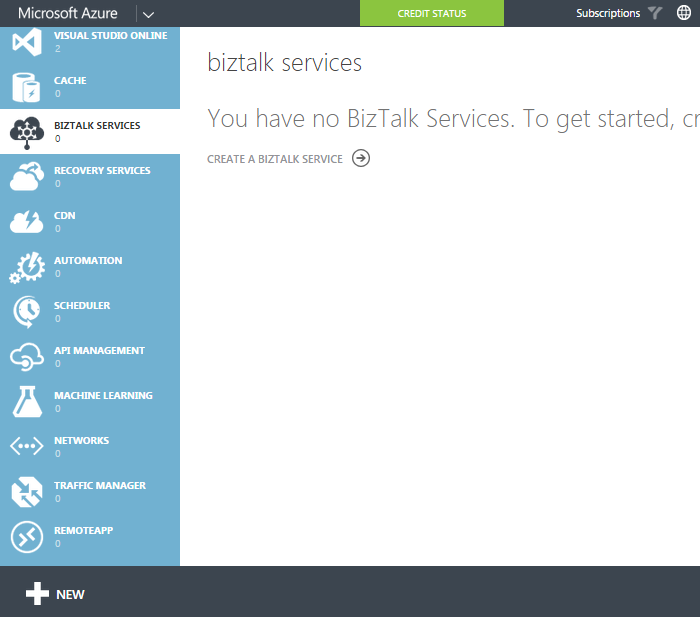 Microsoft Azure
CREDIT STATUS
Subscriptions
VISUAL STUDIO ONLINE
2
CACHE
0
BIZTALK SERVICES
0
RECOVERY SERVICES
0
CDN
0
AUTOMATION
0
SCHEDULER
0
API MANAGEMENT
0
MACHINE LEARNING
0
NETWORKS
0
TRAFFIC MANAGER
0
REMOTEAPP
0
biztalk services
You have no BizTalk Services. To get started, cr
CREATE A BIZTALK SERVICE
NEW